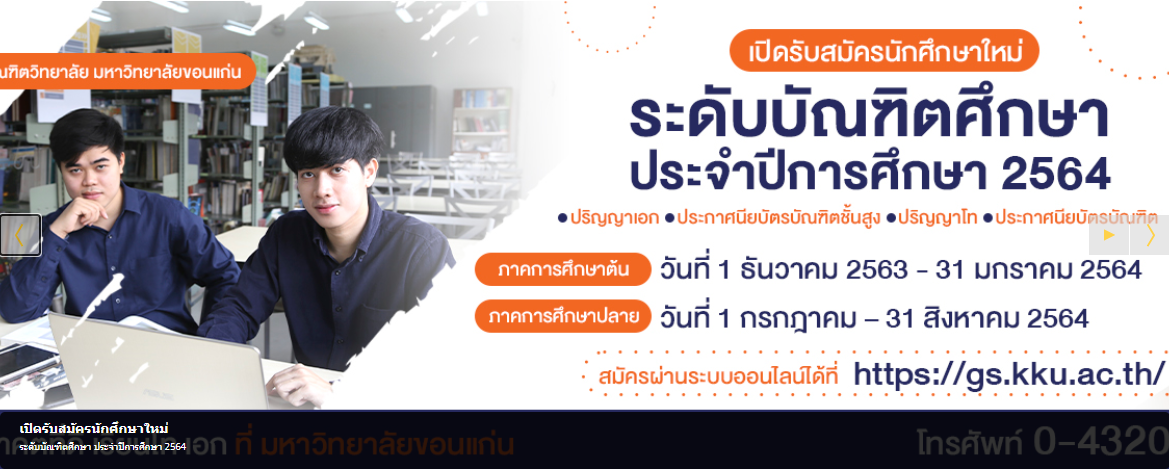 เปิดรับสมัครนักศึกษาใหม่
ณฑิตวิทยาลัย มหาวิทยาลัยขอนแก่น
ระดับบัณฑิตศึกษา
ประจำปีการศึกษา 2564
● ปริญญาเอก ● ประกาศนียบัตรบัณฑิตชั้นสูง ● ปริญญาโท ● ประกาศนียบัตรบัณฑิต
ภาคการศึกษาต้น วันที่ 1 ธันวาคม 2563 - 31 มกราคม 2564
ภาคการศึกษาปลาย วันที่ 1 กรกฎาคม – 31 สิงหาคม 2564
สมัครผ่านระบบออนไลน์ได้ที่ https://gs.kku.ac.th/
เปิดรับสมัครนักศึกษาใหม่
ระดับบัณฑิตศึกษา ประจำปีการศึกษา 2564
เอก ที่ มหาวิทยาลัยขอนแก่น โทรศัพท์ 0-4320
ASUS